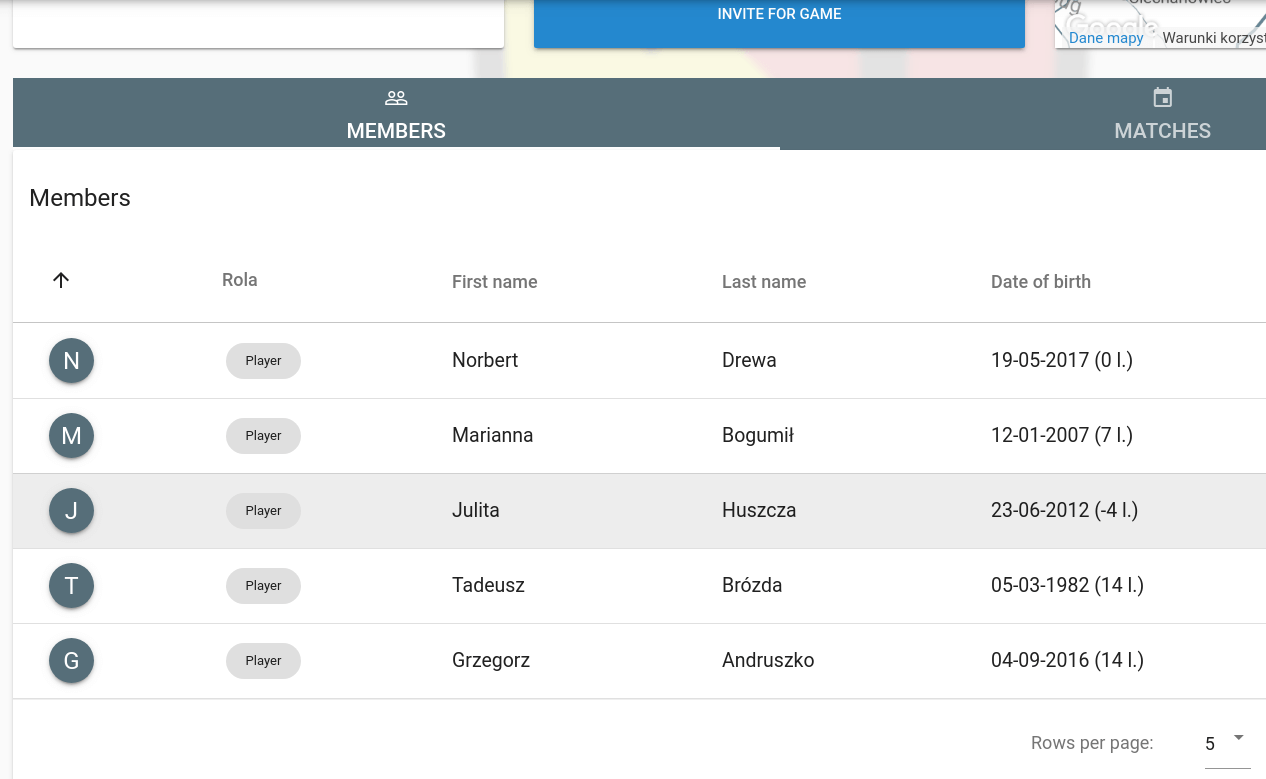 INVITE FOR GAME
Ciechanowiec
Google
Dane mapy Warunki korzyst
MEMBERS
MATCHES
Members
Rola First name Last name Date of birth
N Player Norbert Drewa 19-05-2017 (0 l.)
M Player Marianna Bogumił 12-01-2007 (7 l.)
J Player Julita Huszcza 23-06-2012 (-4 l.)
T Player Tadeusz Brózda 05-03-1982 (14 l.)
G Player Grzegorz Andruszko 04-09-2016 (14 l.)
Rows per page: 5